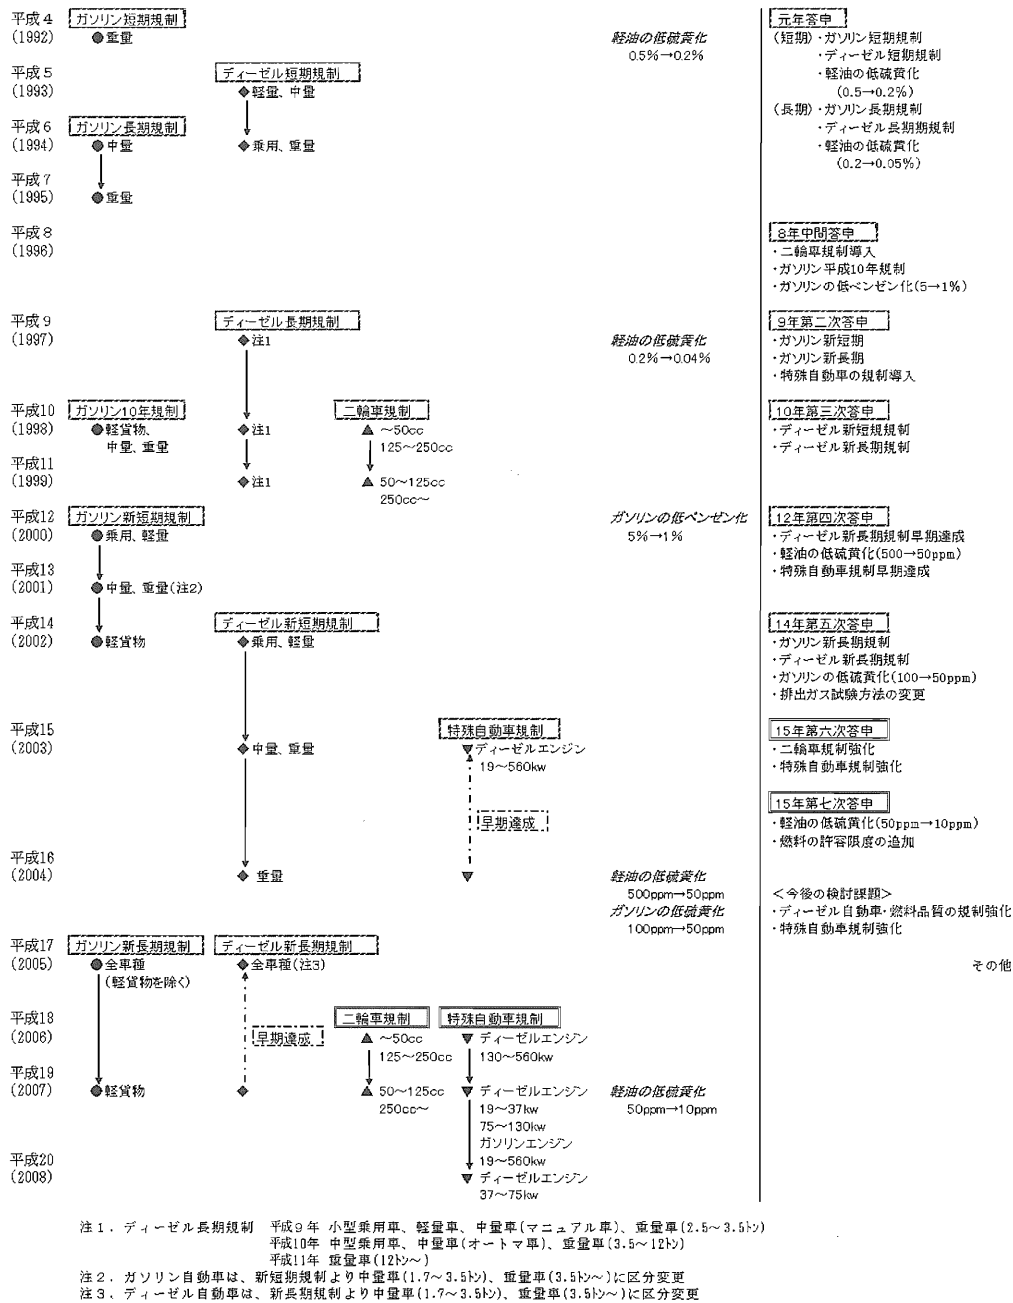 平成4 ガソリン短期規制 元年答申
(1992) ●重量 軽油の低硫黄化 (短期)・ガソリン短期規制
0.5%→0.2% ・ディーゼル短期規制
平成5 ディーゼル短期規制 ・軽油の低硫黄化
(1993) ◆軽量、中量 (0.5→0.2%)
(長期)・ガソリン長期規制
平成6 ガソリン長期規制 ・ディーゼル長期期規制
(1994) ●中量 ◆乗用、重量 ・軽油の低硫黄化
(0.2→0.05%)
平成7
(1995) ●重量
平成8 8年中間答申
(1996) ・二輪車規制導入
・ガソリン平成10年規制
・ガソリンの低ベンゼン化(5→1%)
平成9 ディーゼル長期規制 9年第二次答申
(1997) ◆注1 軽油の低硫黄化 ・ガソリン新短期
0.2%→0.04% ・ガソリン新長期
・特殊自動車の規制導入
平成10 ガソリン10年規制 二輪車規制 10年第三次答申
(1998) ●軽貨物、 ◆注1 ▲~50cc ・ディーゼル新短規規制
中量、重量 125~250cc ・ディーゼル新長期規制
平成11
(1999) ◆注1 ▲50~125cc
250cc~
平成12 ガソリン新短期規制 ガソリンの低ベンゼン化 12年第四次答申
(2000) ●乗用、軽量 5%→1% ・ディーゼル新長期規制早期達成
・軽油の低硫黄化(500→50ppm)
平成13 ・特殊自動車規制早期達成
(2001) ●中量、重量(注2)
平成14 ディーゼル新短期規制 14年第五次答申
(2002) ●軽貨物 ◆乗用、軽量 ・ガソリン新長期規制
・ディーゼル新長期規制
・ガソリンの低硫黄化(100→50ppm)
・排出ガス試験方法の変更
平成15 特殊自動車規制 15年第六次答申
(2003) ◆中量、重量 ▼ディーゼルエンジン ・二輪車規制強化
19~560kw ・特殊自動車規制強化
15年第七次答申
早期達成 ・軽油の低硫黄化(50ppm→10ppm)
・燃料の許容限度の追加
平成16
(2004) ◆重量 ▼ 軽油の低硫黄化
500ppm→50ppm <今後の検討課題>
ガソリンの低硫黄化 ・ディーゼル自動車・燃料品質の規制強化
100ppm→50ppm ・特殊自動車規制強化
平成17 ガソリン新長期規制 ディーゼル新長期規制
(2005) ●全車種 ◆全車種(注3) その他
(軽貨物を除く)
平成18 二輪車規制 特殊自動車規制
(2006) 早期達成 ▲~50cc ▼ディーゼルエンジン
125~250cc 130~560kw
平成19
(2007) ●軽貨物 ◆ ▲50~125cc ▼ディーゼルエンジン 軽油の低硫黄化
250cc~ 19~37kw 50ppm→10ppm
75~130kw
ガソリンエンジン
平成20 19~560kw
(2008) ▼ディーゼルエンジン
37~75kw
注1.ディーゼル長期規制 平成9年 小型乗用車、軽量車、中量車(マニュアル車)、重量車(2.5~3.5トン)
平成10年 中型乗用車、中量車(オートマ車)、重量車(3.5~12トン)
平成11年 重量車(12トン~)
注2.ガソリン自動車は、新短期規制より中量車(1.7~3.5トン)、重量車(3.5トン~)に区分変更
注3.ディーゼル自動車は、新長期規制より中量車(1.7~3.5トン)、重量車(3.5トン~)に区分変更